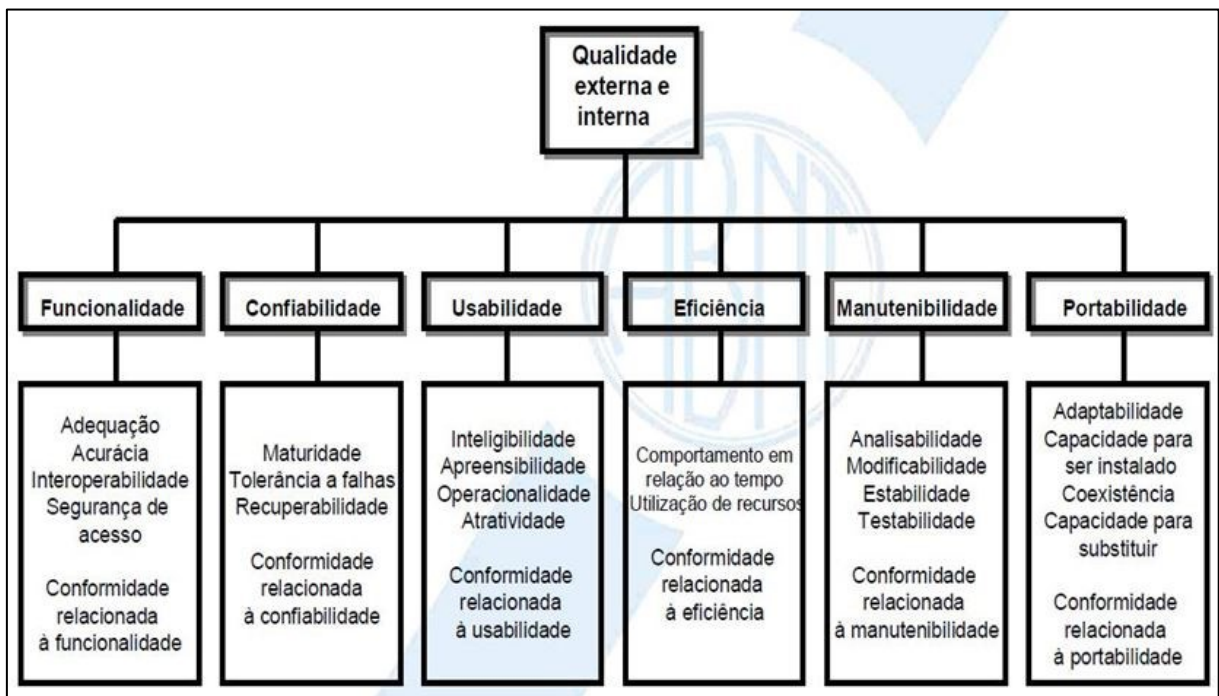 Qualidade
externa e
interna
Funcionalidade
Confiabilidade
Usabilidade
Eficiência
Manutenibilidade
Portabilidade
Adequação
Acurácia
Interoperabilidade
Segurança de
acesso
Conformidade
relacionada
à funcionalidade
Maturidade
Tolerância a falhas
Recuperabilidade
Conformidade
relacionada
à confiabilidade
Inteligibilidade
Apreensibilidade
Operacionalidade
Atratividade
Conformidade
relacionada
à usabilidade
Comportamento em
relação ao tempo
Utilização de recursos
Conformidade
relacionada
à eficiência
Analisabilidade
Modificabilidade
Estabilidade
Testabilidade
Conformidade
relacionada
à manutenibilidade
Adaptabilidade
Capacidade para
ser instalado
Coexistência
Capacidade para
substituir
Conformidade
relacionada
à portabilidade
ABNT